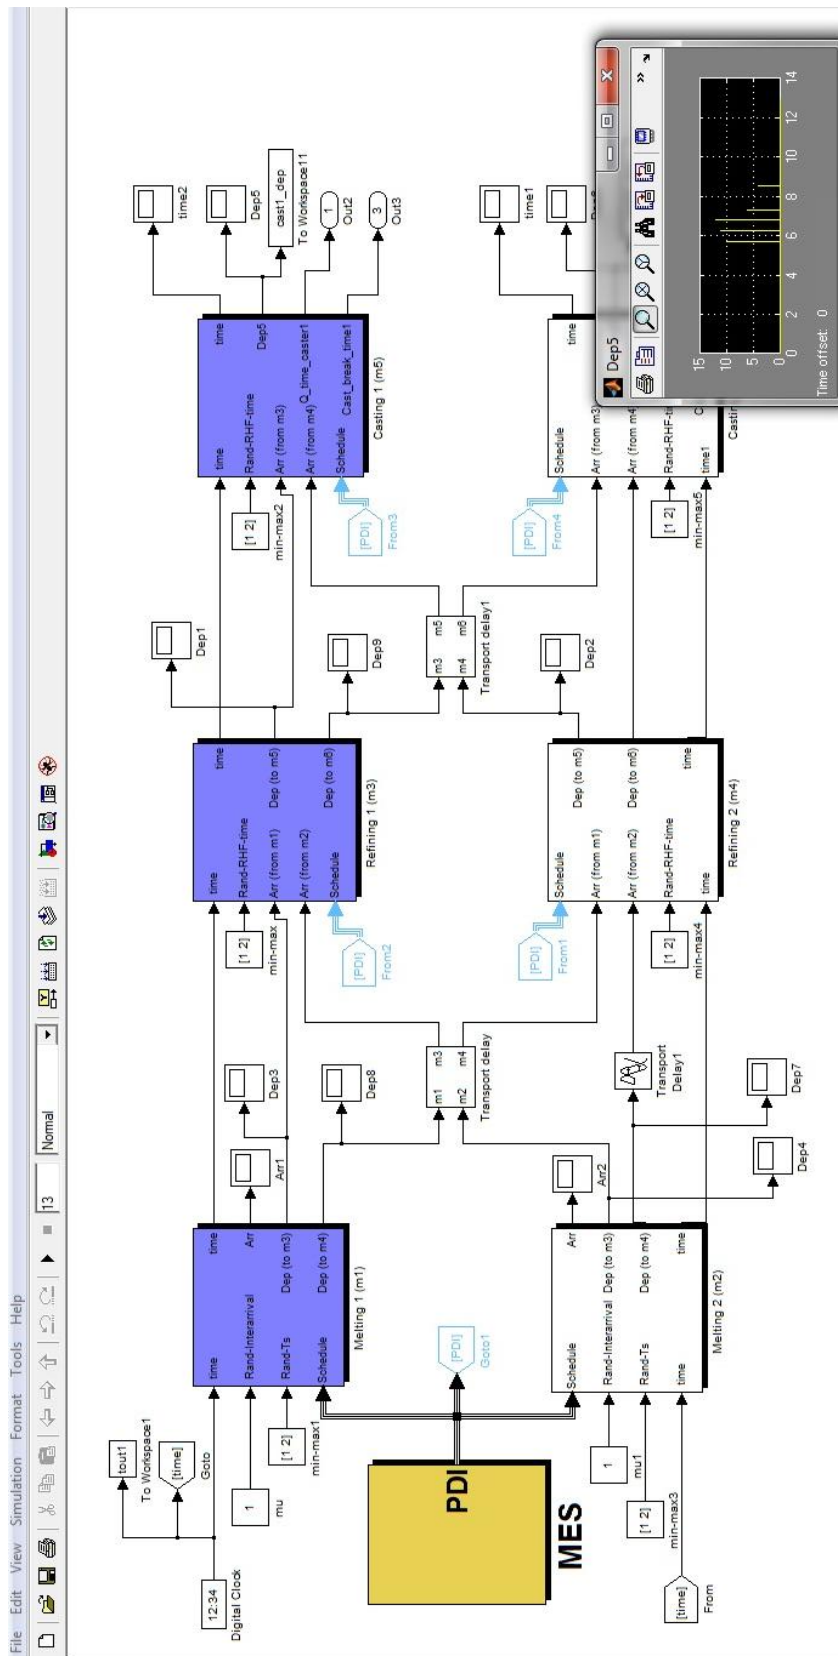 File Edit View Simulation Format Tools Help
13
Normal
12:34
Digital Clock
tout1
To Workspace1
[time]
Goto
1
mu
[1 2]
min-max1
time
Rand-Interarrival
Rand-Ts
Schedule
time
Arr
Dep (to m3)
Dep (to m4)
Melting 1 (m1)
Arr1
Dep3
Dep8
m1
m2
m3
m4
Transport delay
[1 2]
min-max
[PDI]
From2
time
Rand-RHF-time
Arr (from m1)
Arr (from m2)
Schedule
time
Dep (to m5)
Dep (to m6)
Refining 1 (m3)
Dep1
Dep9
m3
m4
m5
m6
Transport delay1
[1 2]
min-max2
[PDI]
From3
time
Rand-RHF-time
Arr (from m3)
Arr (from m4)
Schedule
time
Dep5
Q_time_caster1
Cast_break_time1
Casting 1 (m5)
time2
Dep5
cast1_dep
To Workspace11
1
Out2
3
Out3
PDI
MES
[PDI]
Goto1
1
mu1
[1 2]
min-max3
[time]
From
Schedule
Rand-Interarrival
Rand-Ts
time
Arr
Dep (to m3)
Dep (to m4)
time
Melting 2 (m2)
Arr2
Dep4
Dep7
Transport
Delay1
[PDI]
From1
[1 2]
min-max4
Schedule
Arr (from m1)
Arr (from m2)
Rand-RHF-time
time
Dep (to m5)
Dep (to m6)
time
Refining 2 (m4)
Dep2
[PDI]
From4
[1 2]
min-max5
Schedule
Arr (from m3)
Arr (from m4)
Rand-RHF-time
time1
time
time1
Dep5
15
10
5
0
0 2 4 6 8 10 12 14
Time offset: 0